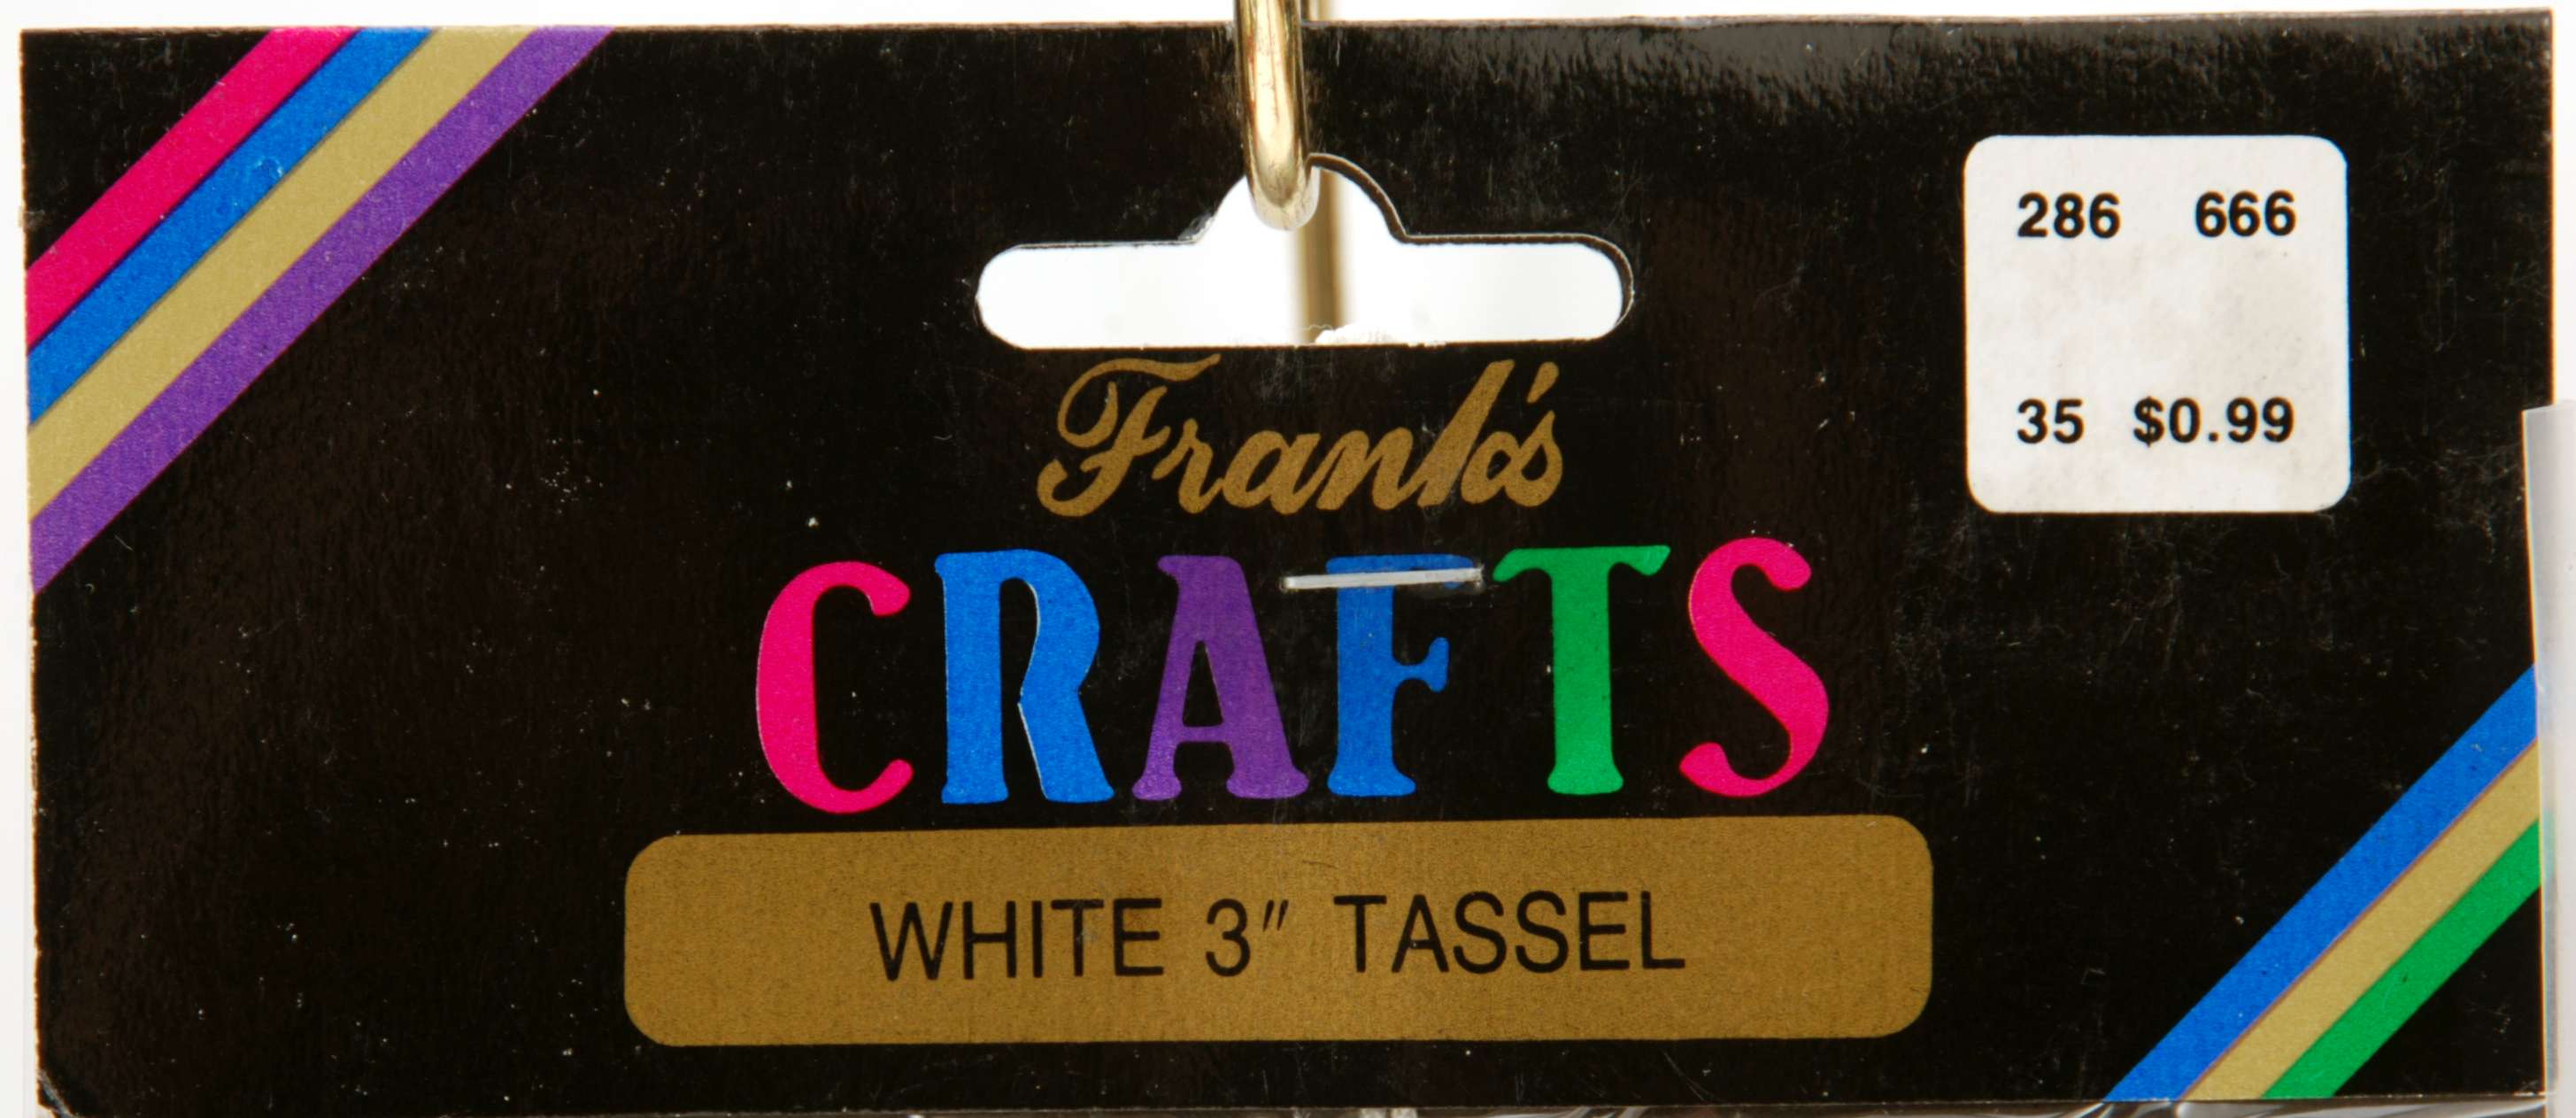 286 666
35 $0.99
Frank's
CRAFTS
WHITE 3" TASSEL